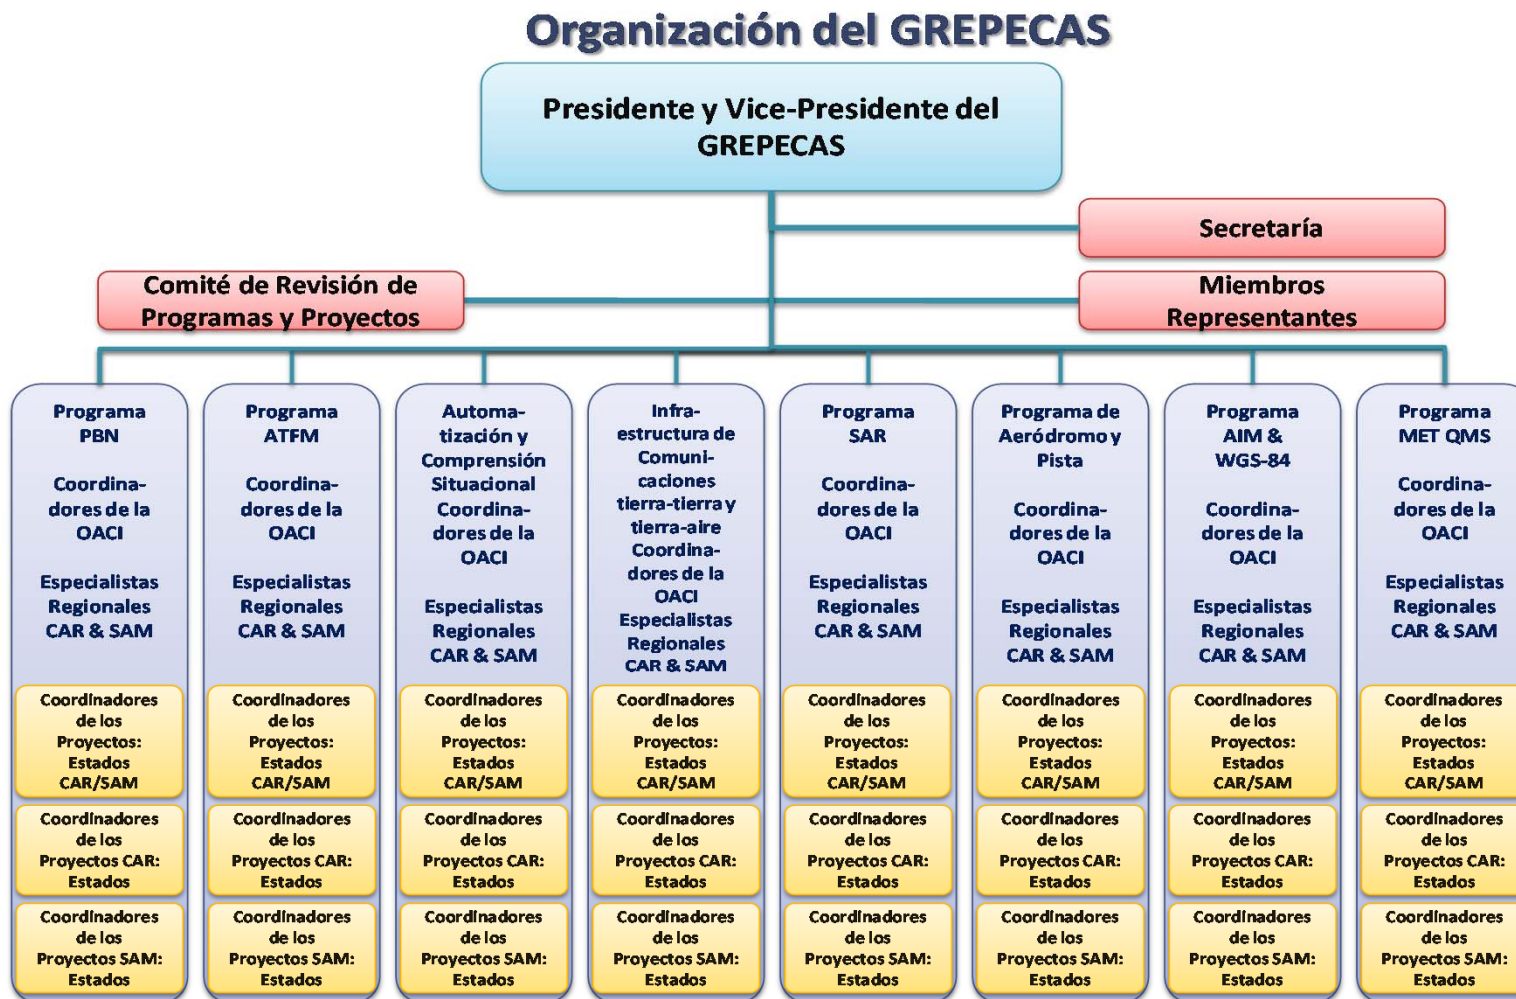 Organización del GREPECAS
Presidente y Vice-Presidente del
GREPECAS
Secretaría
Comité de Revisión de
Programas y Proyectos
Miembros
Representantes
Programa
PBN
Coordina-
dores de la
OACI
Especialistas
Regionales
CAR & SAM
Coordinadores
de los
Proyectos:
Estados
CAR/SAM
Coordinadores
de los
Proyectos CAR:
Estados
Coordinadores
de los
Proyectos SAM:
Estados
Programa
ATFM
Coordina-
dores de la
OACI
Especialistas
Regionales
CAR & SAM
Coordinadores
de los
Proyectos:
Estados
CAR/SAM
Coordinadores
de los
Proyectos CAR:
Estados
Coordinadores
de los
Proyectos SAM:
Estados
Automa-
tización y
Comprensión
Situacional
Coordina-
dores de la
OACI
Especialistas
Regionales
CAR & SAM
Coordinadores
de los
Proyectos:
Estados
CAR/SAM
Coordinadores
de los
Proyectos CAR:
Estados
Coordinadores
de los
Proyectos SAM:
Estados
Infra-
estructura de
Comuni-
caciones
tierra-tierra y
tierra-aire
Coordina-
dores de la
OACI
Especialistas
Regionales
CAR & SAM
Coordinadores
de los
Proyectos:
Estados
CAR/SAM
Coordinadores
de los
Proyectos CAR:
Estados
Coordinadores
de los
Proyectos SAM:
Estados
Programa
SAR
Coordina-
dores de la
OACI
Especialistas
Regionales
CAR & SAM
Coordinadores
de los
Proyectos:
Estados
CAR/SAM
Coordinadores
de los
Proyectos CAR:
Estados
Coordinadores
de los
Proyectos SAM:
Estados
Programa de
Aeródromo y
Pista
Coordina-
dores de la
OACI
Especialistas
Regionales
CAR & SAM
Coordinadores
de los
Proyectos:
Estados
CAR/SAM
Coordinadores
de los
Proyectos CAR:
Estados
Coordinadores
de los
Proyectos SAM:
Estados
Programa
AIM &
WGS-84
Coordina-
dores de la
OACI
Especialistas
Regionales
CAR & SAM
Coordinadores
de los
Proyectos:
Estados
CAR/SAM
Coordinadores
de los
Proyectos CAR:
Estados
Coordinadores
de los
Proyectos SAM:
Estados
Programa
MET QMS
Coordina-
dores de la
OACI
Especialistas
Regionales
CAR & SAM
Coordinadores
de los
Proyectos:
Estados
CAR/SAM
Coordinadores
de los
Proyectos CAR:
Estados
Coordinadores
de los
Proyectos SAM:
Estados